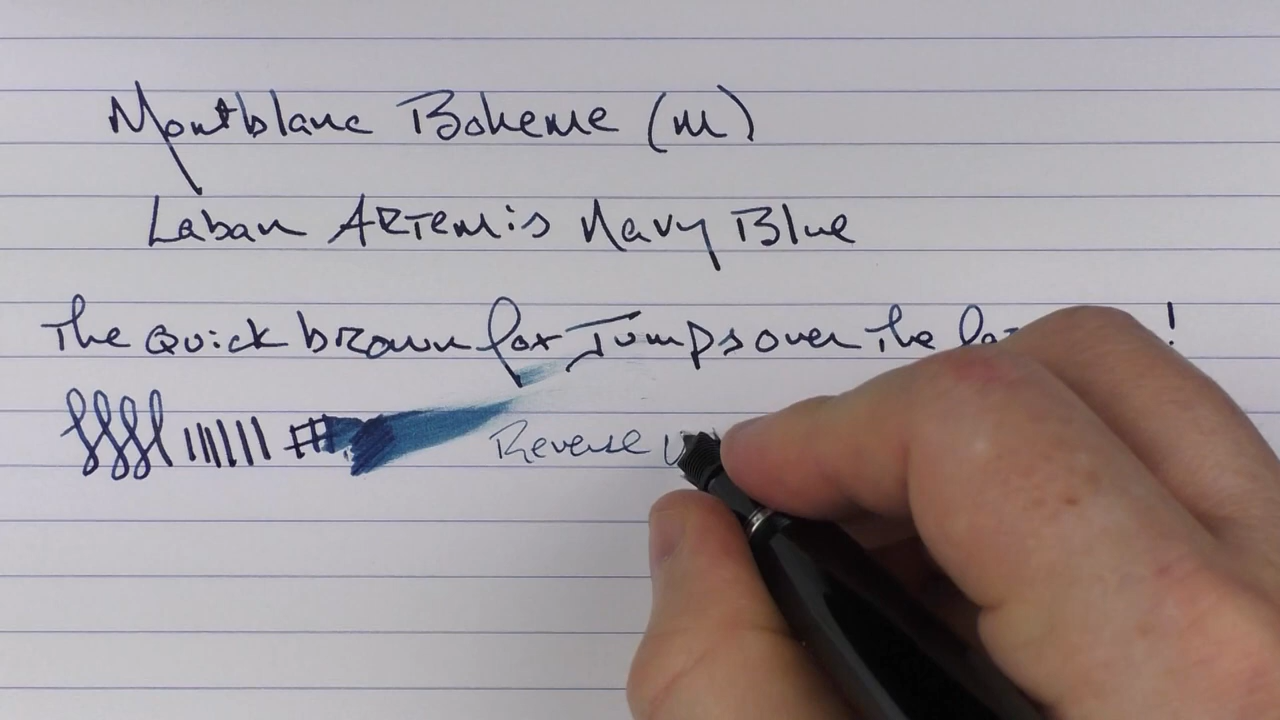 Montblanc Boheme (M)
Laban Artemis Navy Blue
The Quick brown fox Jumps over the !
Reverse